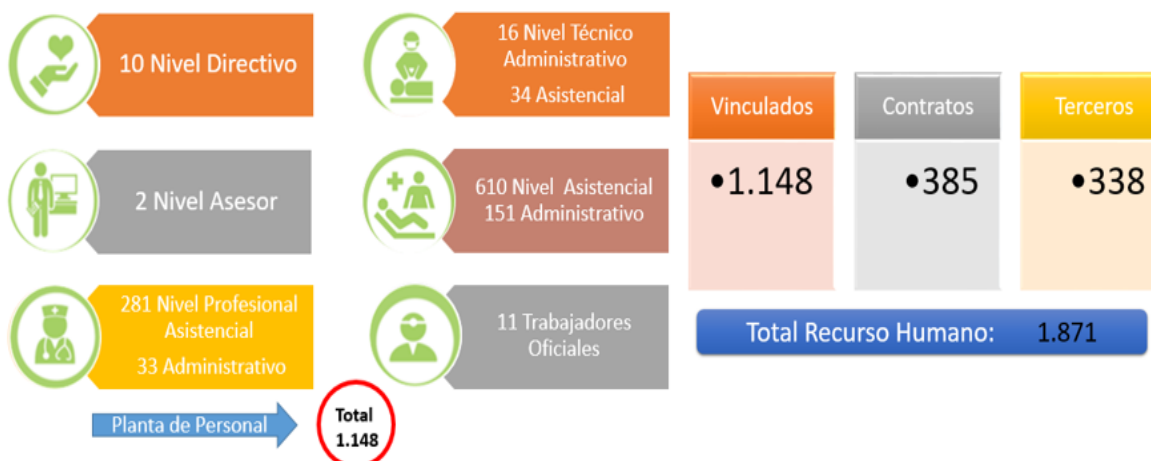 10 Nivel Directivo
2 Nivel Asesor
281 Nivel Profesional
Asistencial
33 Administrativo
16 Nivel Técnico
Administrativo
34 Asistencial
610 Nivel Asistencial
151 Administrativo
11 Trabajadores
Oficiales
Planta de Personal
Total
1.148
Vinculados
•1.148
Contratos
•385
Terceros
•338
Total Recurso Humano: 1.871